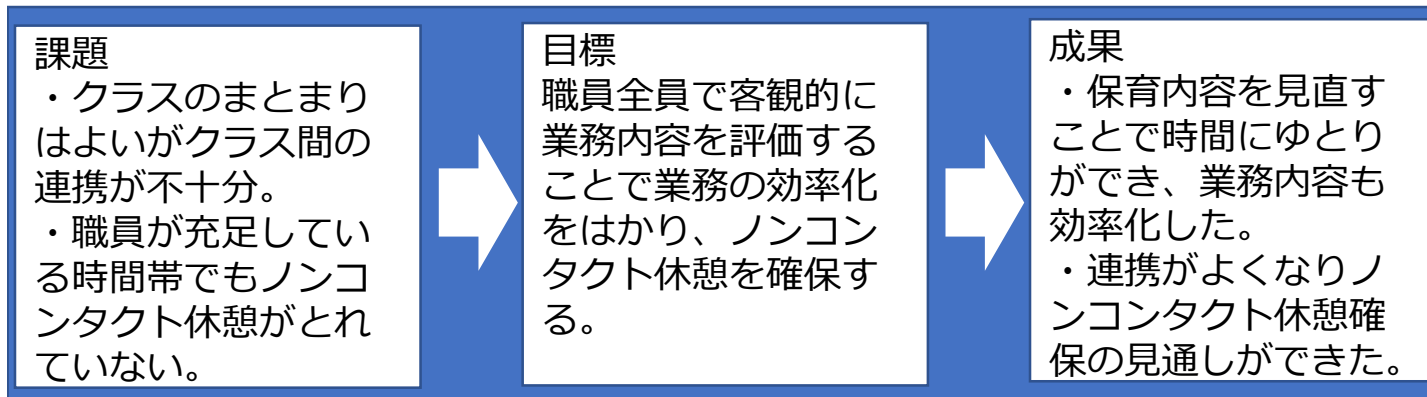 課題
・クラスのまとまり
はよいがクラス間の
連携が不十分。
・職員が充足してい
る時間帯でもノンコ
ンタクト休憩がとれ
ていない。
目標
職員全員で客観的に
業務内容を評価する
ことで業務の効率化
をはかり、ノンコン
タクト休憩を確保す
る。
成果
・保育内容を見直す
ことで時間にゆとり
ができ、業務内容も
効率化した。
・連携がよくなりノ
ンコンタクト休憩確
保の見通しができた。